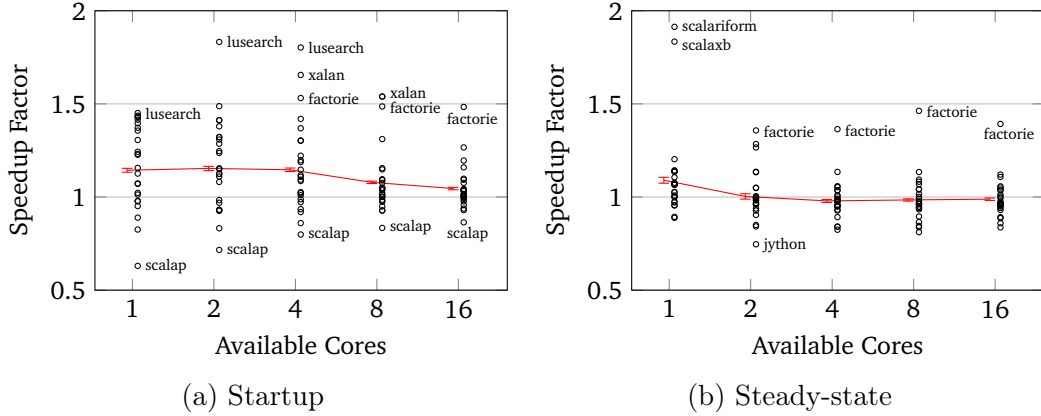 2
1.5
1
0.5
Speedup Factor
lusearch
scalap
lusearch
scalap
lusearch
xalan
factorie
scalap
xalan
factorie
scalap
factorie
scalap
1 2 4 8 16
Available Cores
(a) Startup
2
1.5
1
0.5
Speedup Factor
scalariform
scalaxb
factorie
jython
factorie
factorie
factorie
1 2 4 8 16
Available Cores
(b) Steady-state